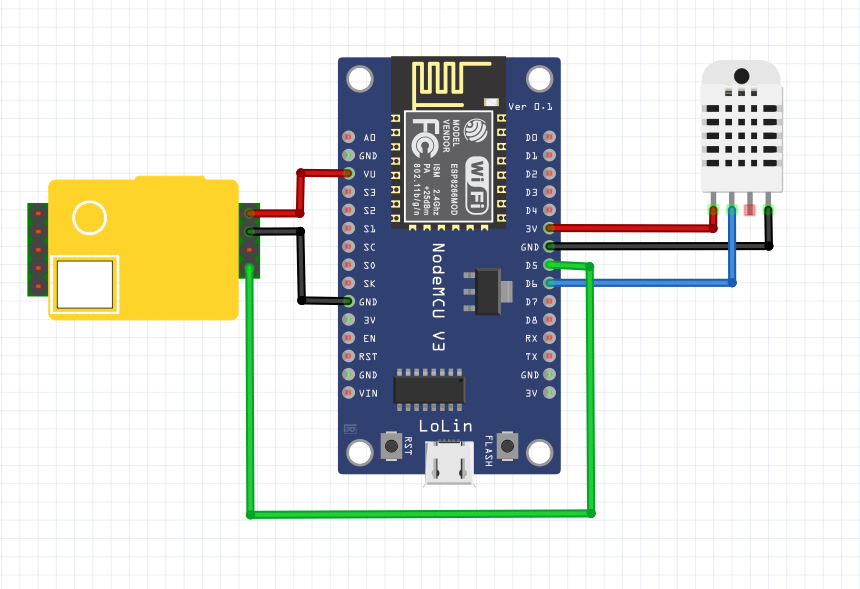 Ver 0.1
A0
GND
VU
S3
S2
S1
SC
S0
SK
GND
3V
EN
RST
GND
VIN
MODEL
VENDOR
ESP8266MOD
ISM 2.4Ghz
PA +25dBm
802.11b/g/n
FC
WiFi
NodeMCU V3
D0
D1
D2
D3
D4
3V
GND
D5
D6
D7
D8
RX
TX
GND
3V
LoLin
RST
FLASH